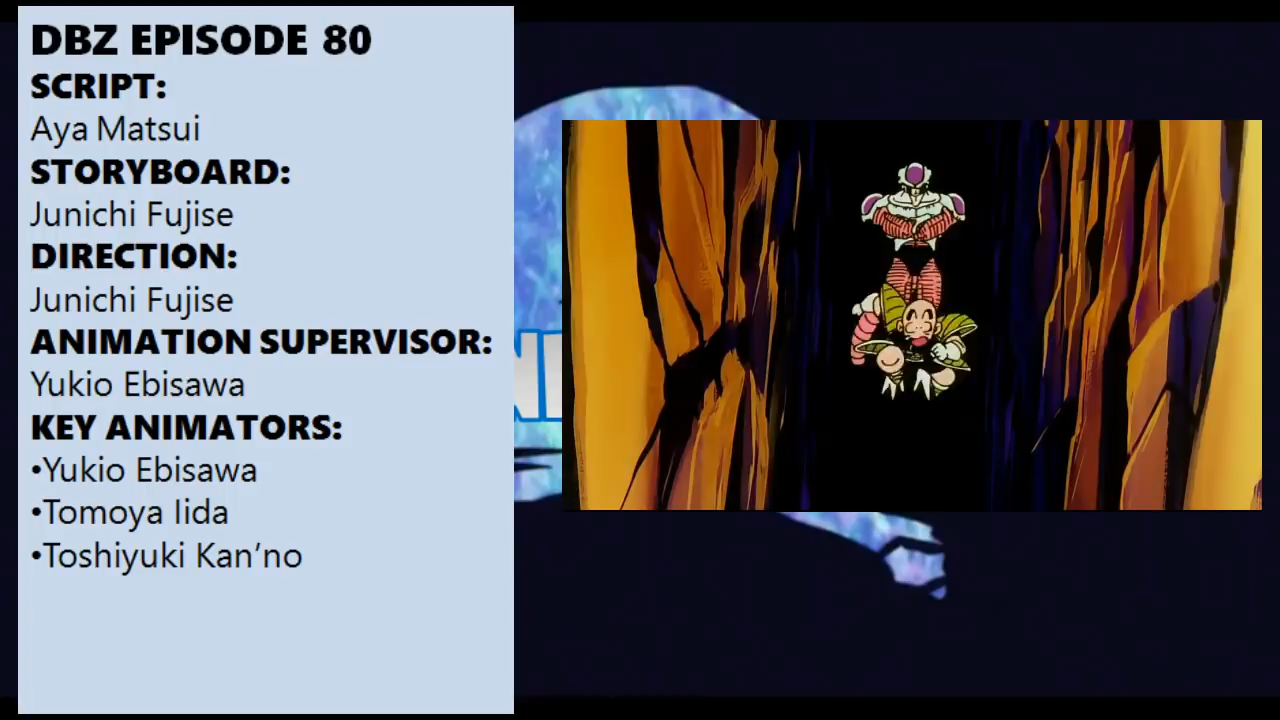 DBZ EPISODE 80
SCRIPT:
Aya Matsui
STORYBOARD:
Junichi Fujise
DIRECTION:
Junichi Fujise
ANIMATION SUPERVISOR:
Yukio Ebisawa
KEY ANIMATORS:
•Yukio Ebisawa
•Tomoya Iida
•Toshiyuki Kan’no